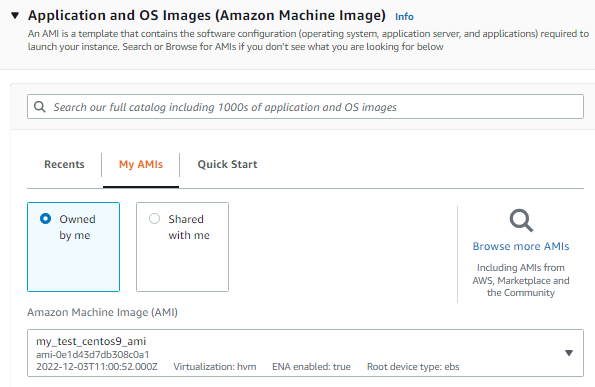 Application and OS Images (Amazon Machine Image) Info
An AMI is a template that contains the software configuration (operating system, application server, and applications) required to
launch your instance. Search or Browse for AMIs if you don't see what you are looking for below
Search our full catalog including 1000s of application and OS images
Recents My AMIs Quick Start
Owned
by me
Shared
with me
Browse more AMIs
Including AMIs from
AWS, Marketplace and
the Community
Amazon Machine Image (AMI)
my_test_centos9_ami
ami-0e1d43d7db308c0a1
2022-12-03T11:00:52.000Z Virtualization: hvm ENA enabled: true Root device type: ebs